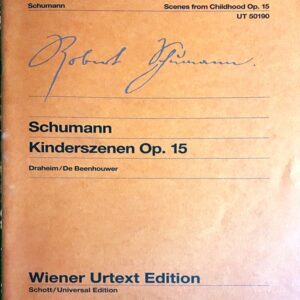 Schumann Scenes from Childhood Op. 15
UT 50190
Robert Schumann.
Schumann
Kinderszenen Op. 15
Draheim/De Beenhouwer
Wiener Urtext Edition
Schott/Universal Edition